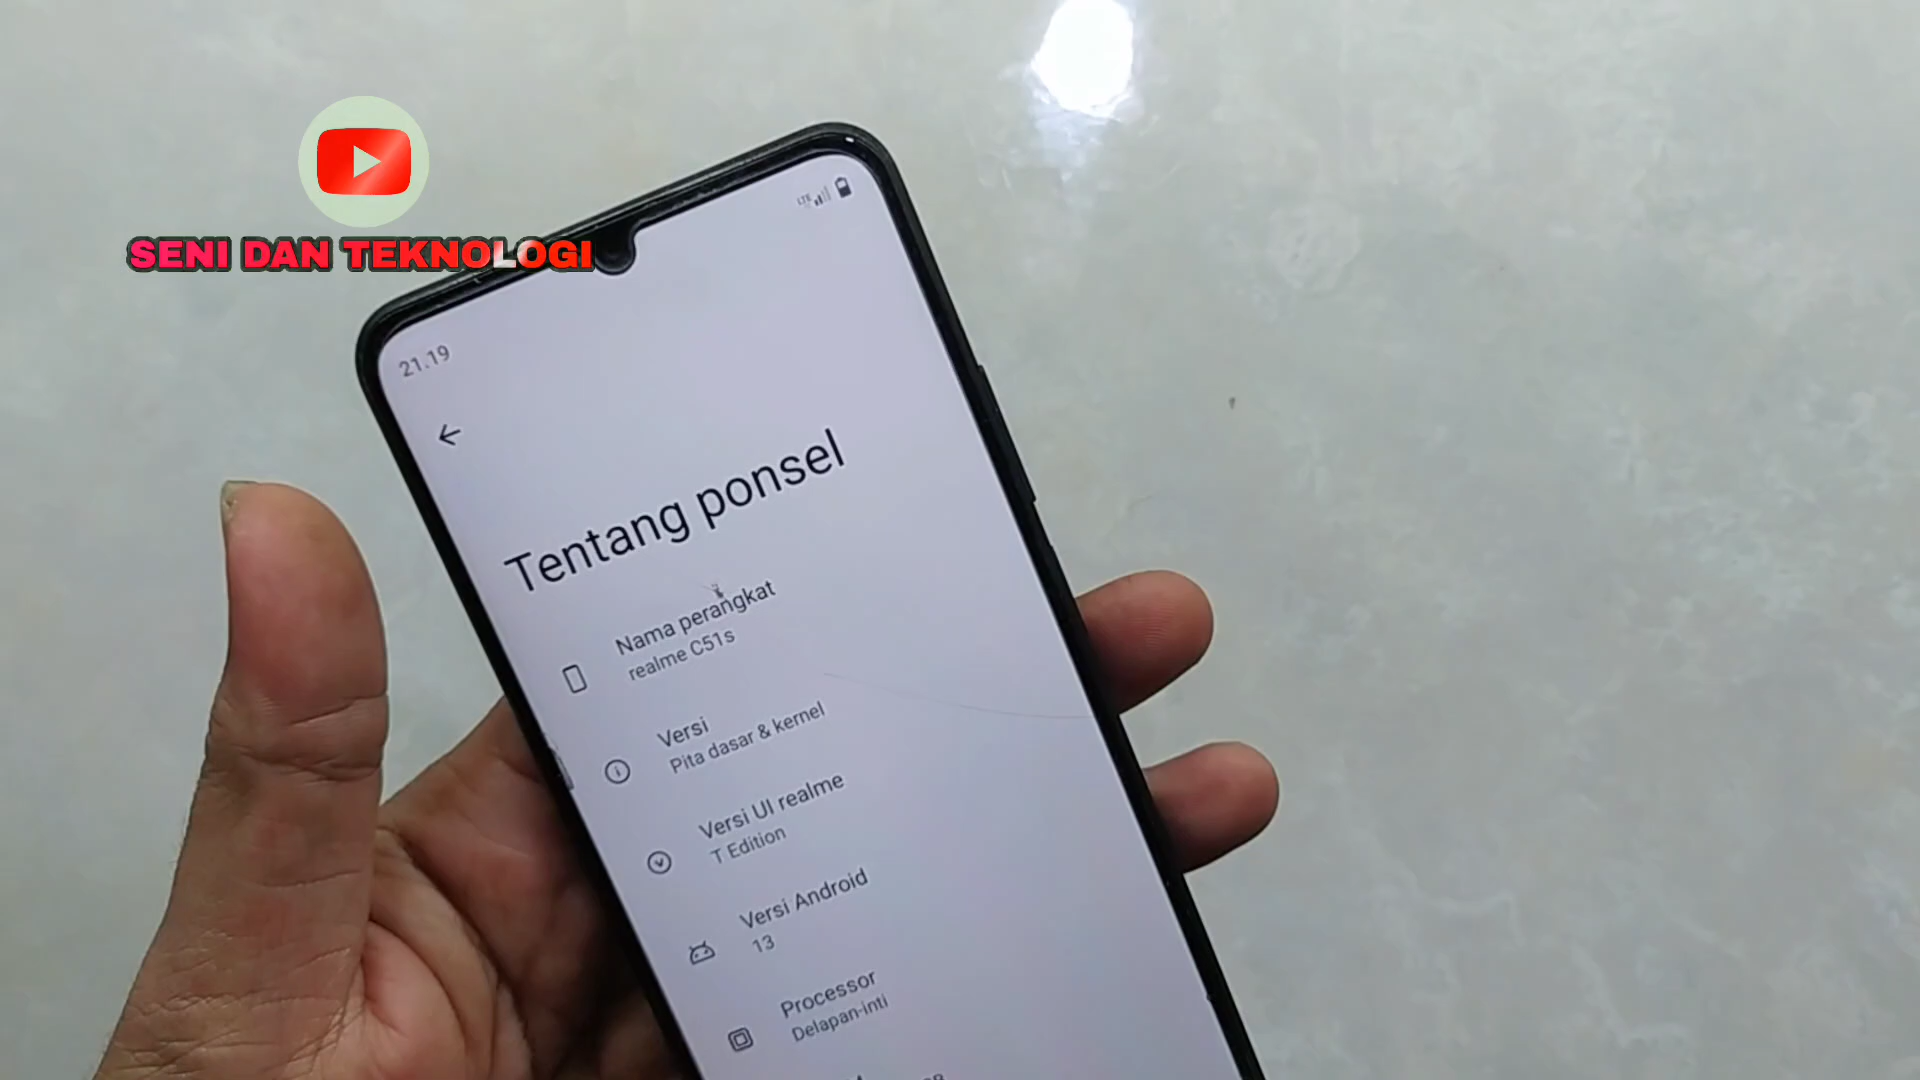 SENI DAN TEKNOLOGI
LTE
21.19
Tentang ponsel
Nama perangkat
realme C51s
Versi
Pita dasar & kernel
Versi UI realme
T Edition
Versi Android
13
Processor
Delapan-inti